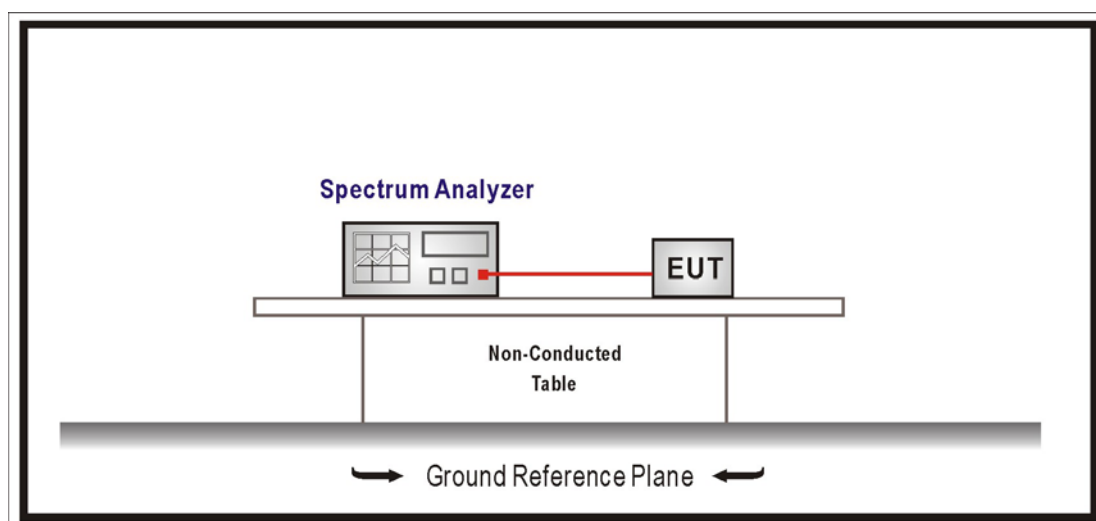 Spectrum Analyzer
EUT
Non-Conducted
Table
Ground Reference Plane